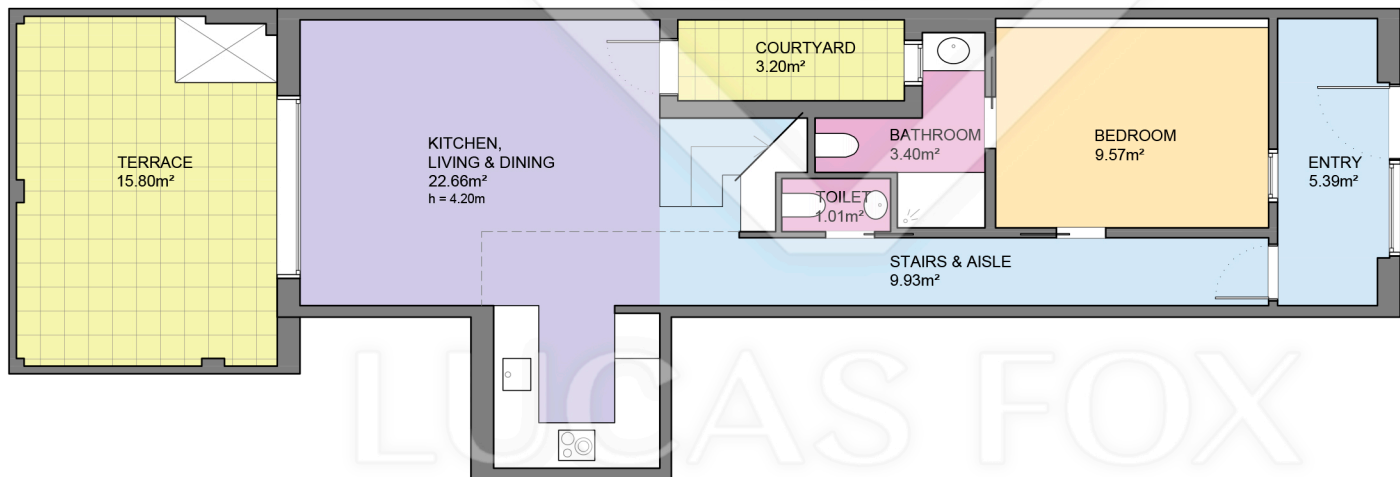 TERRACE
15.80m²
KITCHEN,
LIVING & DINING
22.66m²
h = 4.20m
COURTYARD
3.20m²
BATHROOM
3.40m²
TOILET
1.01m²
BEDROOM
9.57m²
ENTRY
5.39m²
STAIRS & AISLE
9.93m²
LUCAS FOX